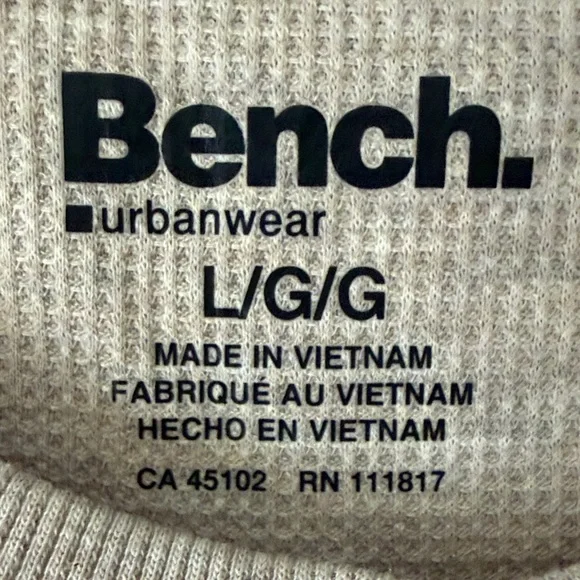 Bench.
urbanwear
L/G/G
MADE IN VIETNAM
FABRIQUÉ AU VIETNAM
HECHO EN VIETNAM
CA 45102 RN 111817